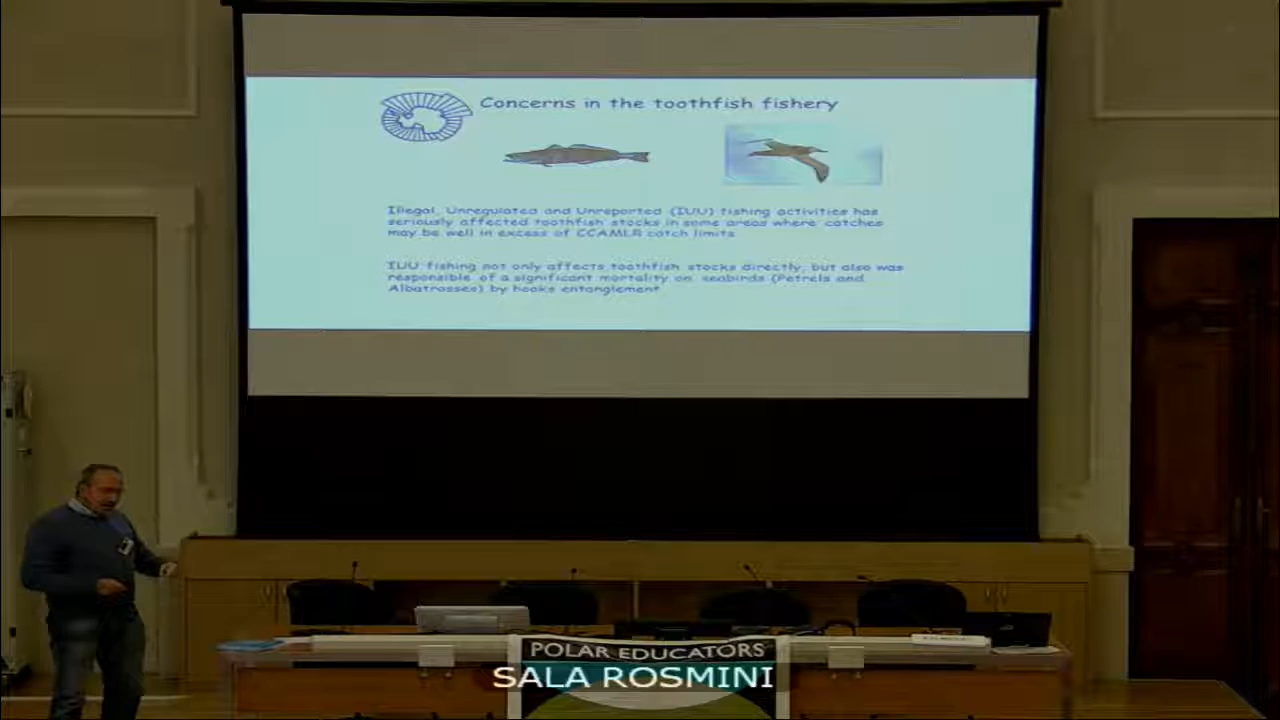 Concerns in the toothfish fishery
Illegal, Unregulated and Unreported (IUU) fishing activities has
seriously affected toothfish stocks in some areas where catches
may be well in excess of CCAMLR catch limits
IUU fishing not only affects toothfish stocks directly, but also was
responsible of a significant mortality on seabirds (Petrels and
Albatrosses) by hooks entanglement
POLAR EDUCATORS
SALA ROSMINI